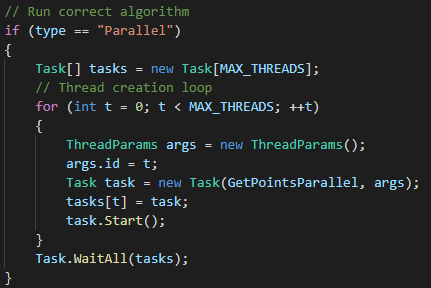 // Run correct algorithm
if (type == "Parallel")
{
    Task[] tasks = new Task[MAX_THREADS];
    // Thread creation loop
    for (int t = 0; t < MAX_THREADS; ++t)
    {
        ThreadParams args = new ThreadParams();
        args.id = t;
        Task task = new Task(GetPointsParallel, args);
        tasks[t] = task;
        task.Start();
    }
    Task.WaitAll(tasks);
}